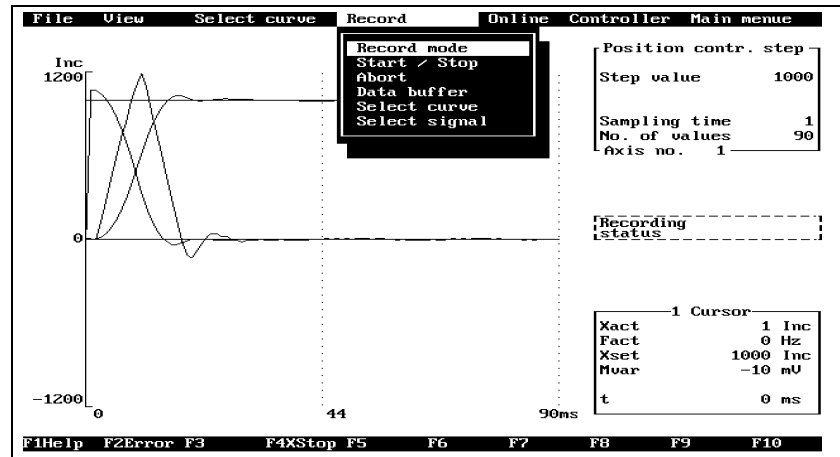 File View Select curve Record Online Controller Main menue
Record mode
Start / Stop
Abort
Data buffer
Select curve
Select signal
Inc
1200
0
-1200
0 44 90ms
Position contr. step
Step value 1000
Sampling time 1
No. of values 90
Axis no. 1
Recording
status
1 Cursor
Xact 1 Inc
Fact 0 Hz
Xset 1000 Inc
Mvar -10 mV
t 0 ms
F1Help F2Error F3 F4XStop F5 F6 F7 F8 F9 F10